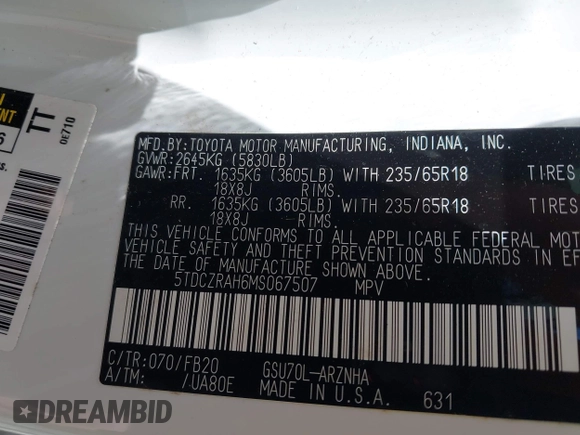 MFD.BY:TOYOTA MOTOR MANUFACTURING, INDIANA, INC.
GVWR:2645KG (5830LB)
GAWR:FRT. 1635KG (3605LB) WITH 235/65R18 TIRES
18X8J RIMS.
RR. 1635KG (3605LB) WITH 235/65R18 TIRES
18X8J RIMS.
THIS VEHICLE CONFORMS TO ALL APPLICABLE FEDERAL MOT
VEHICLE SAFETY AND THEFT PREVENTION STANDARDS IN EF
THE DATE OF MANUFACTURE SHOWN ABOVE.
5TDCZRAH6MS067507 MPV
C/TR:070/FB20 GSU70L-ARZNHA
A/TM: /UA80E MADE IN U.S.A. 631
TT
0E710
ENT
6
rs.
DREAMBID